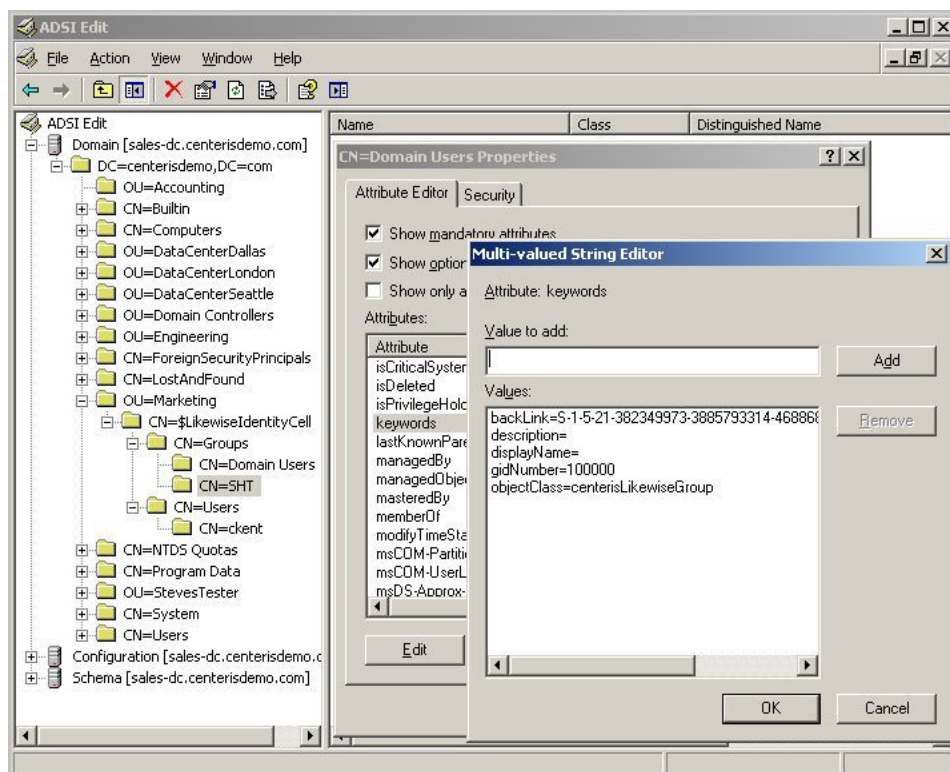 ADSI Edit
File Action View Window Help
ADSI Edit
Domain [sales-dc.centerisdemo.com]
DC=centerisdemo,DC=com
OU=Accounting
CN=Builtin
CN=Computers
OU=DataCenterDallas
OU=DataCenterLondon
OU=DataCenterSeattle
OU=Domain Controllers
OU=Engineering
CN=ForeignSecurityPrincipals
CN=LostAndFound
OU=Marketing
CN=$LikewiseIdentityCell
CN=Groups
CN=Domain Users
CN=SHT
CN=Users
CN=ckent
CN=NTDS Quotas
CN=Program Data
OU=StevesTester
CN=System
CN=Users
Configuration [sales-dc.centerisdemo.c
Schema [sales-dc.centerisdemo.com]
Name Class Distinguished Name
CN=Domain Users Properties
Attribute Editor Security
Show mandatory attributes
Show option
Show only a
Attributes:
Attribute
isCriticalSyster
isDeleted
isPrivilegeHold
keywords
lastKnownPare
managedBy
managedObje
masteredBy
memberOf
modifyTimeSta
msCOM-Partiti
msCOM-UserL
msDS-Approx-
Edit
Multi-valued String Editor
Attribute: keywords
Value to add:
Add
Values:
backLink=S-1-5-21-382349973-3885793314-468868
description=
displayName=
gidNumber=100000
objectClass=centerisLikewiseGroup
Remove
OK Cancel